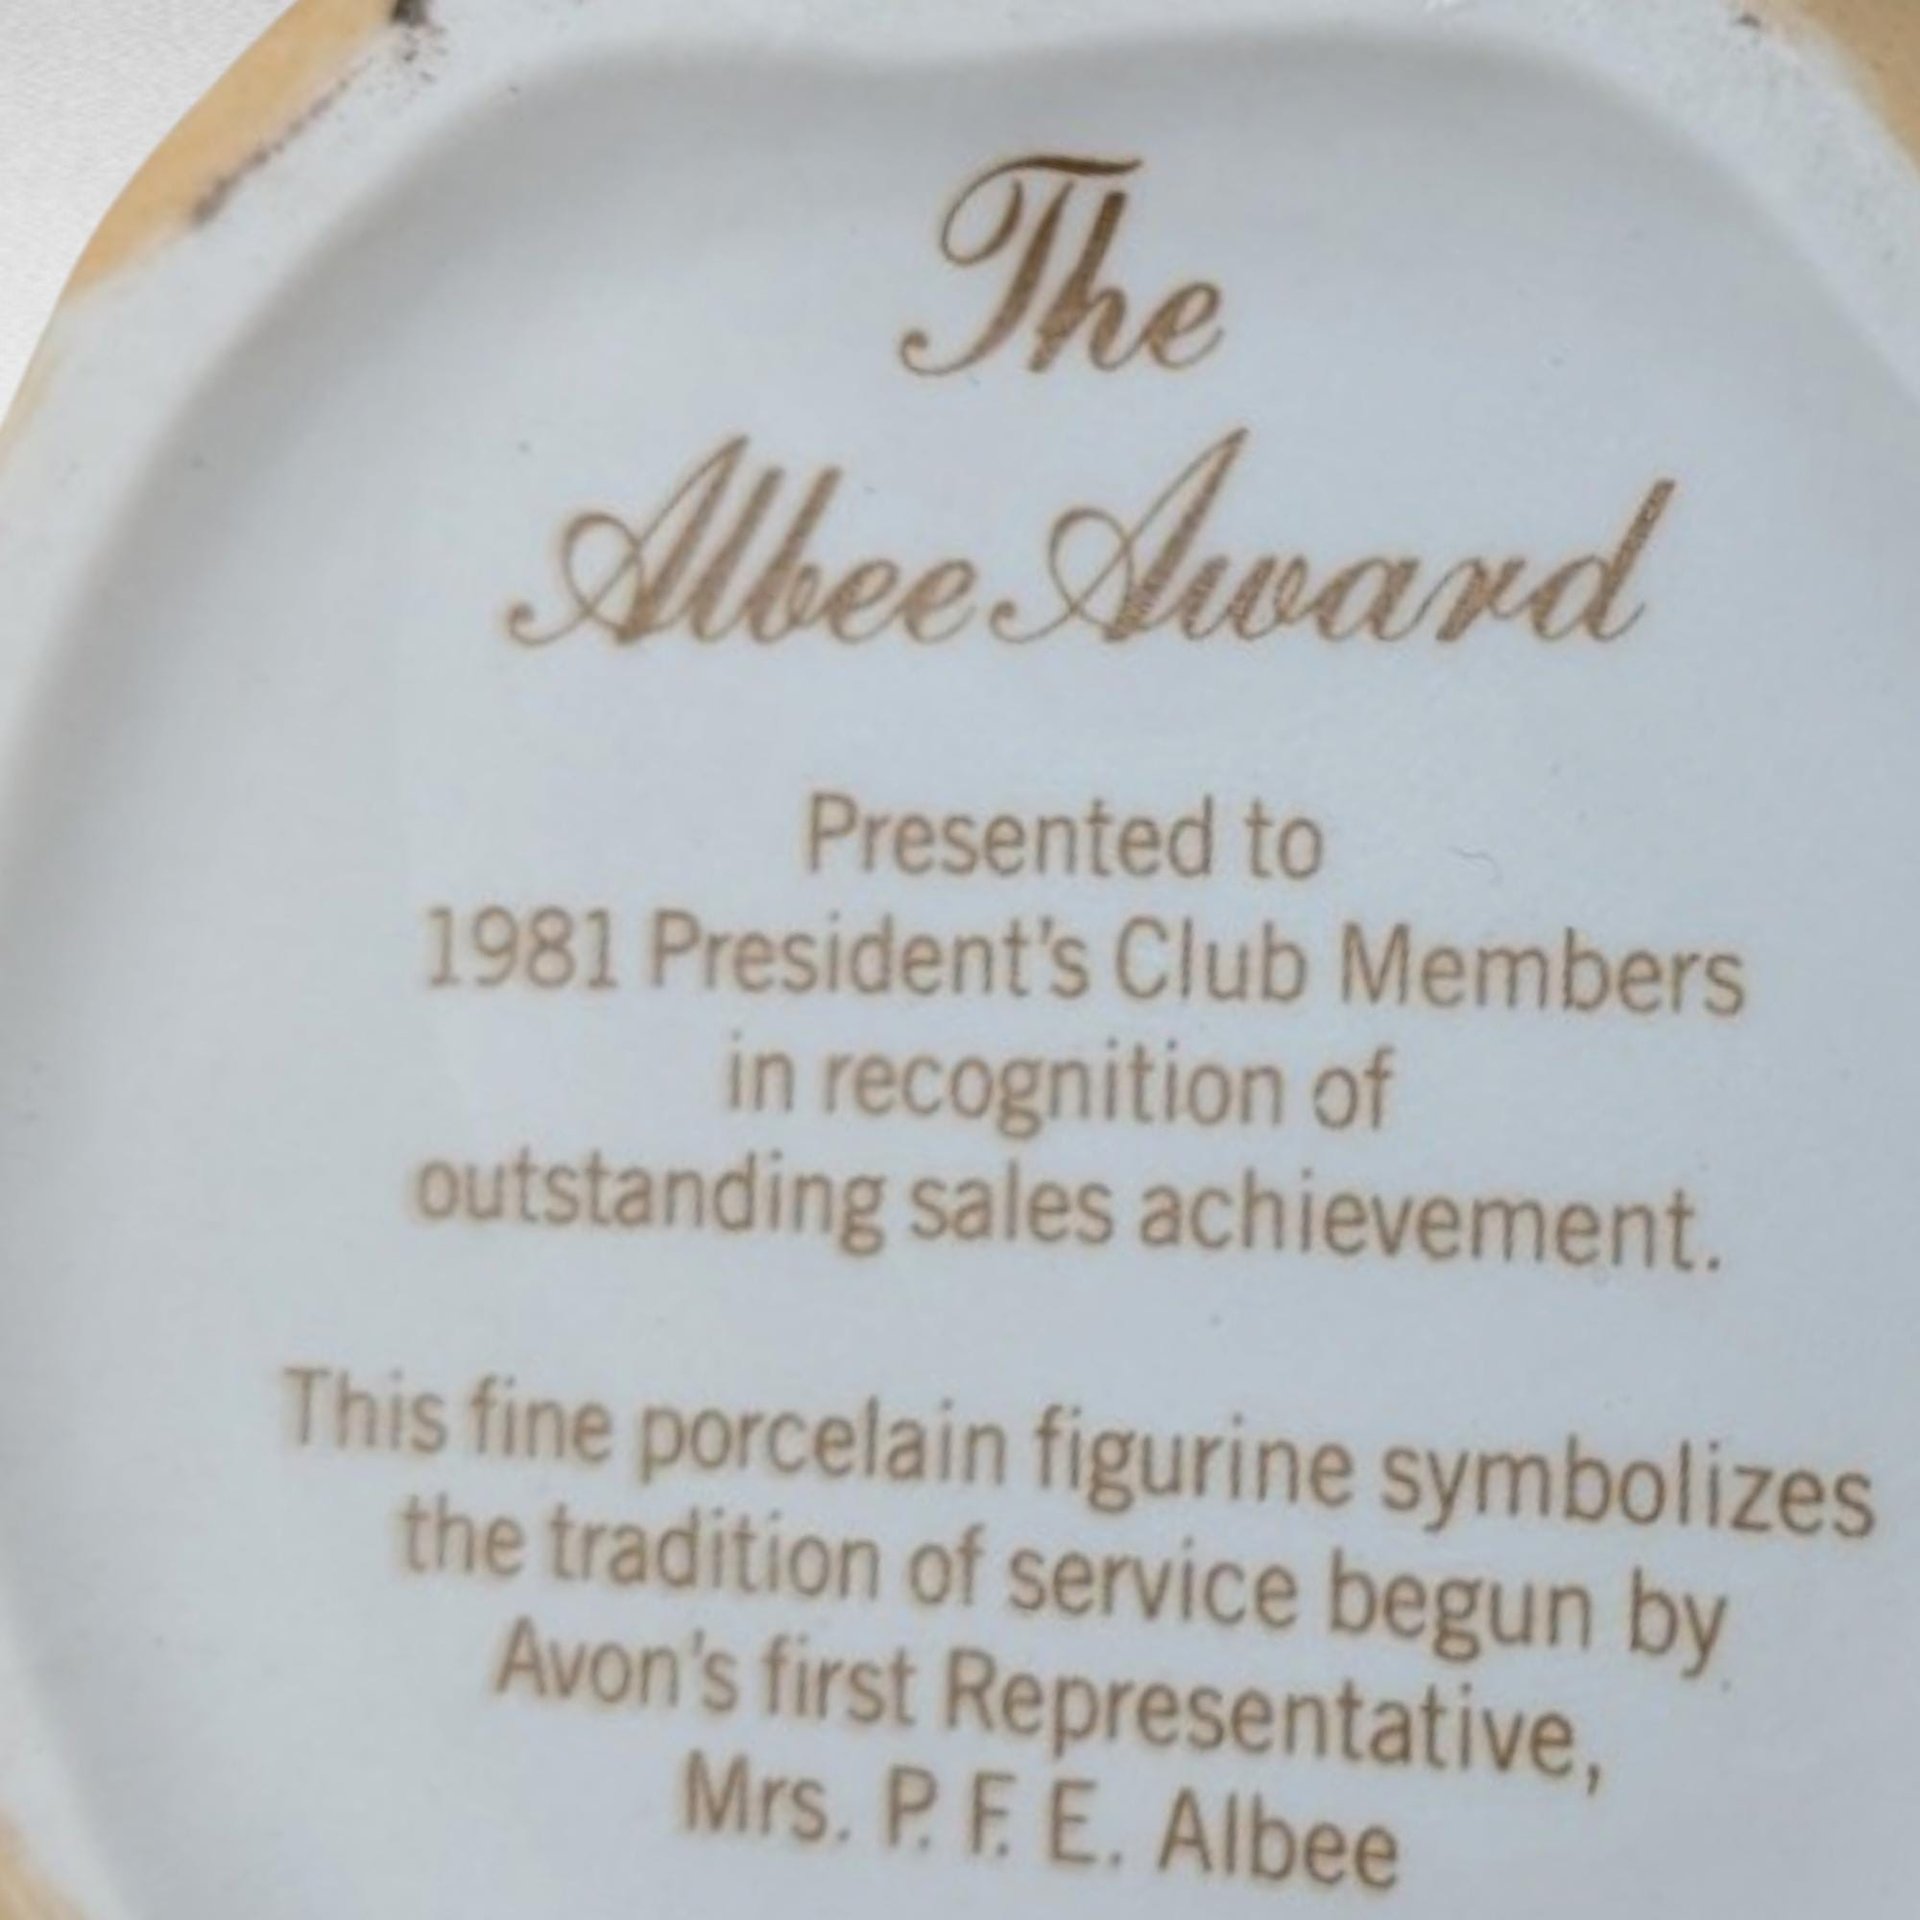 The
Albee Award
Presented to
1981 President's Club Members
in recognition of
outstanding sales achievement.
This fine porcelain figurine symbolizes
the tradition of service begun by
Avon's first Representative,
Mrs. P. F. E. Albee